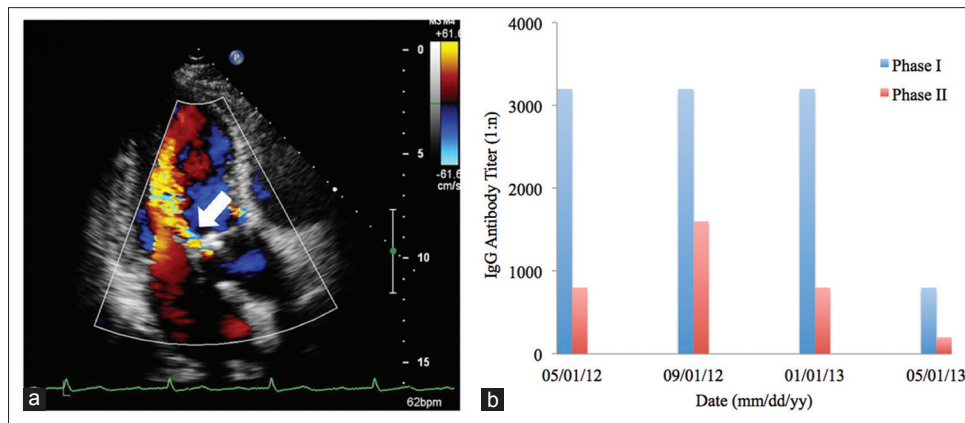 M3 M4
+61.6
P
0
5
-61.6
cm/s
10
15
a
62bpm
4000
3000
2000
1000
0
IgG Antibody Titer (1:n)
Phase I
Phase II
05/01/12 09/01/12 01/01/13 05/01/13
Date (mm/dd/yy)
b